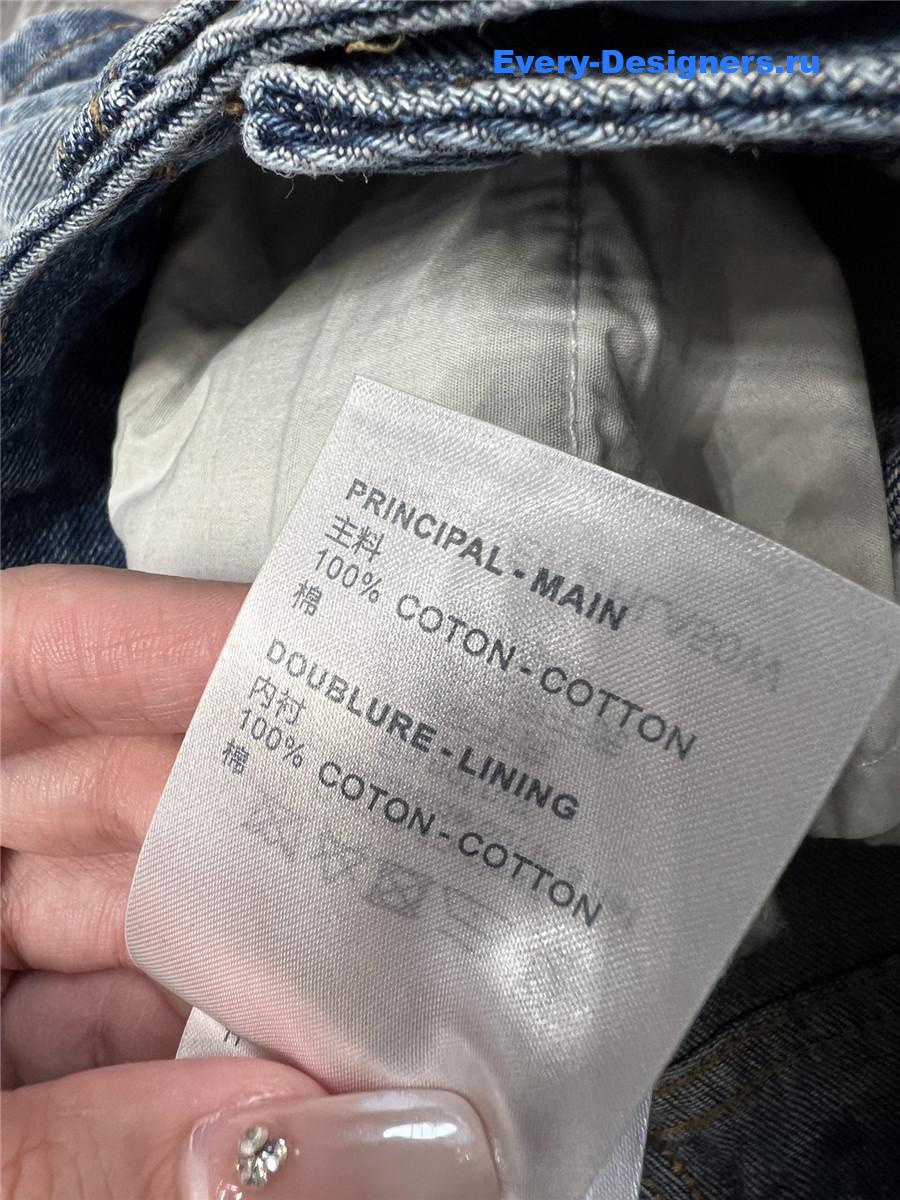 Every-Designers.ru
PRINCIPAL - MAIN
主料
100% COTON - COTTON
棉
DOUBLURE - LINING
内衬
100% COTON - COTTON
棉